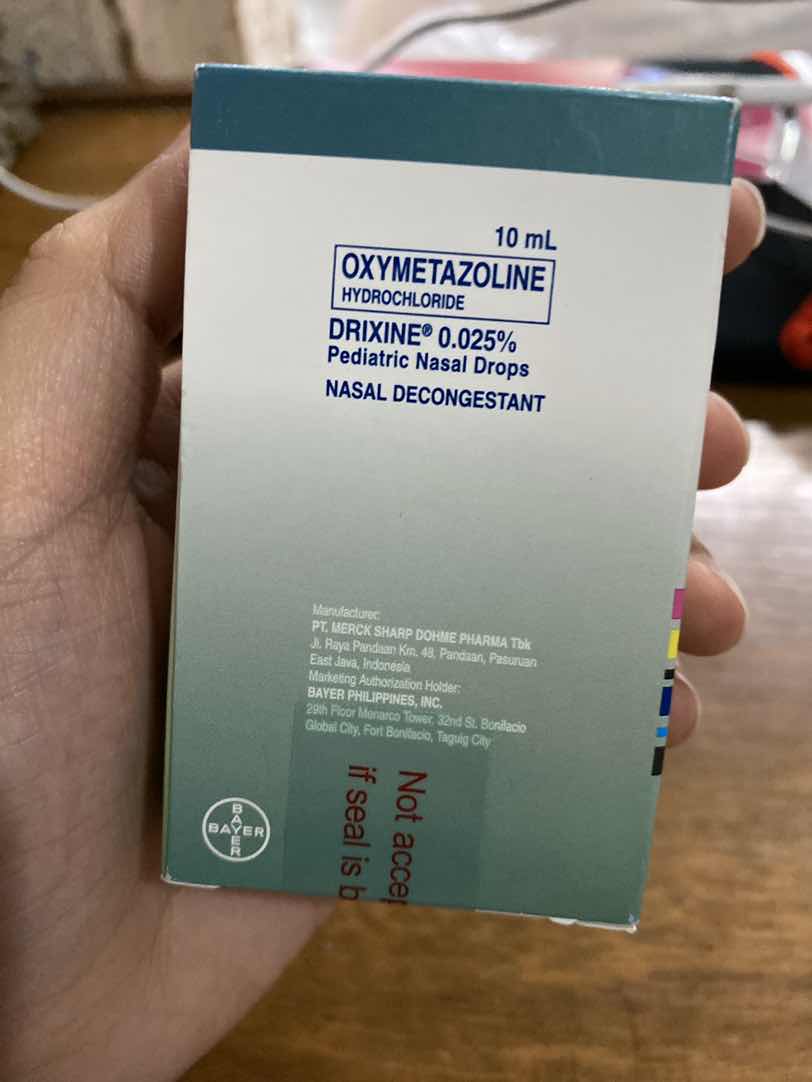 10 mL
OXYMETAZOLINE
HYDROCHLORIDE
DRIXINE® 0.025%
Pediatric Nasal Drops
NASAL DECONGESTANT
Manufacturer:
PT. MERCK SHARP DOHME PHARMA Tbk
Jl. Raya Pandaan Km. 48, Pandaan, Pasuruan
East Java, Indonesia
Marketing Authorization Holder:
BAYER PHILIPPINES, INC.
29th Floor Menarco Tower, 32nd St. Bonifacio
Global City, Fort Bonifacio, Taguig City
BAYER
BAYER
Not accep
if seal is b